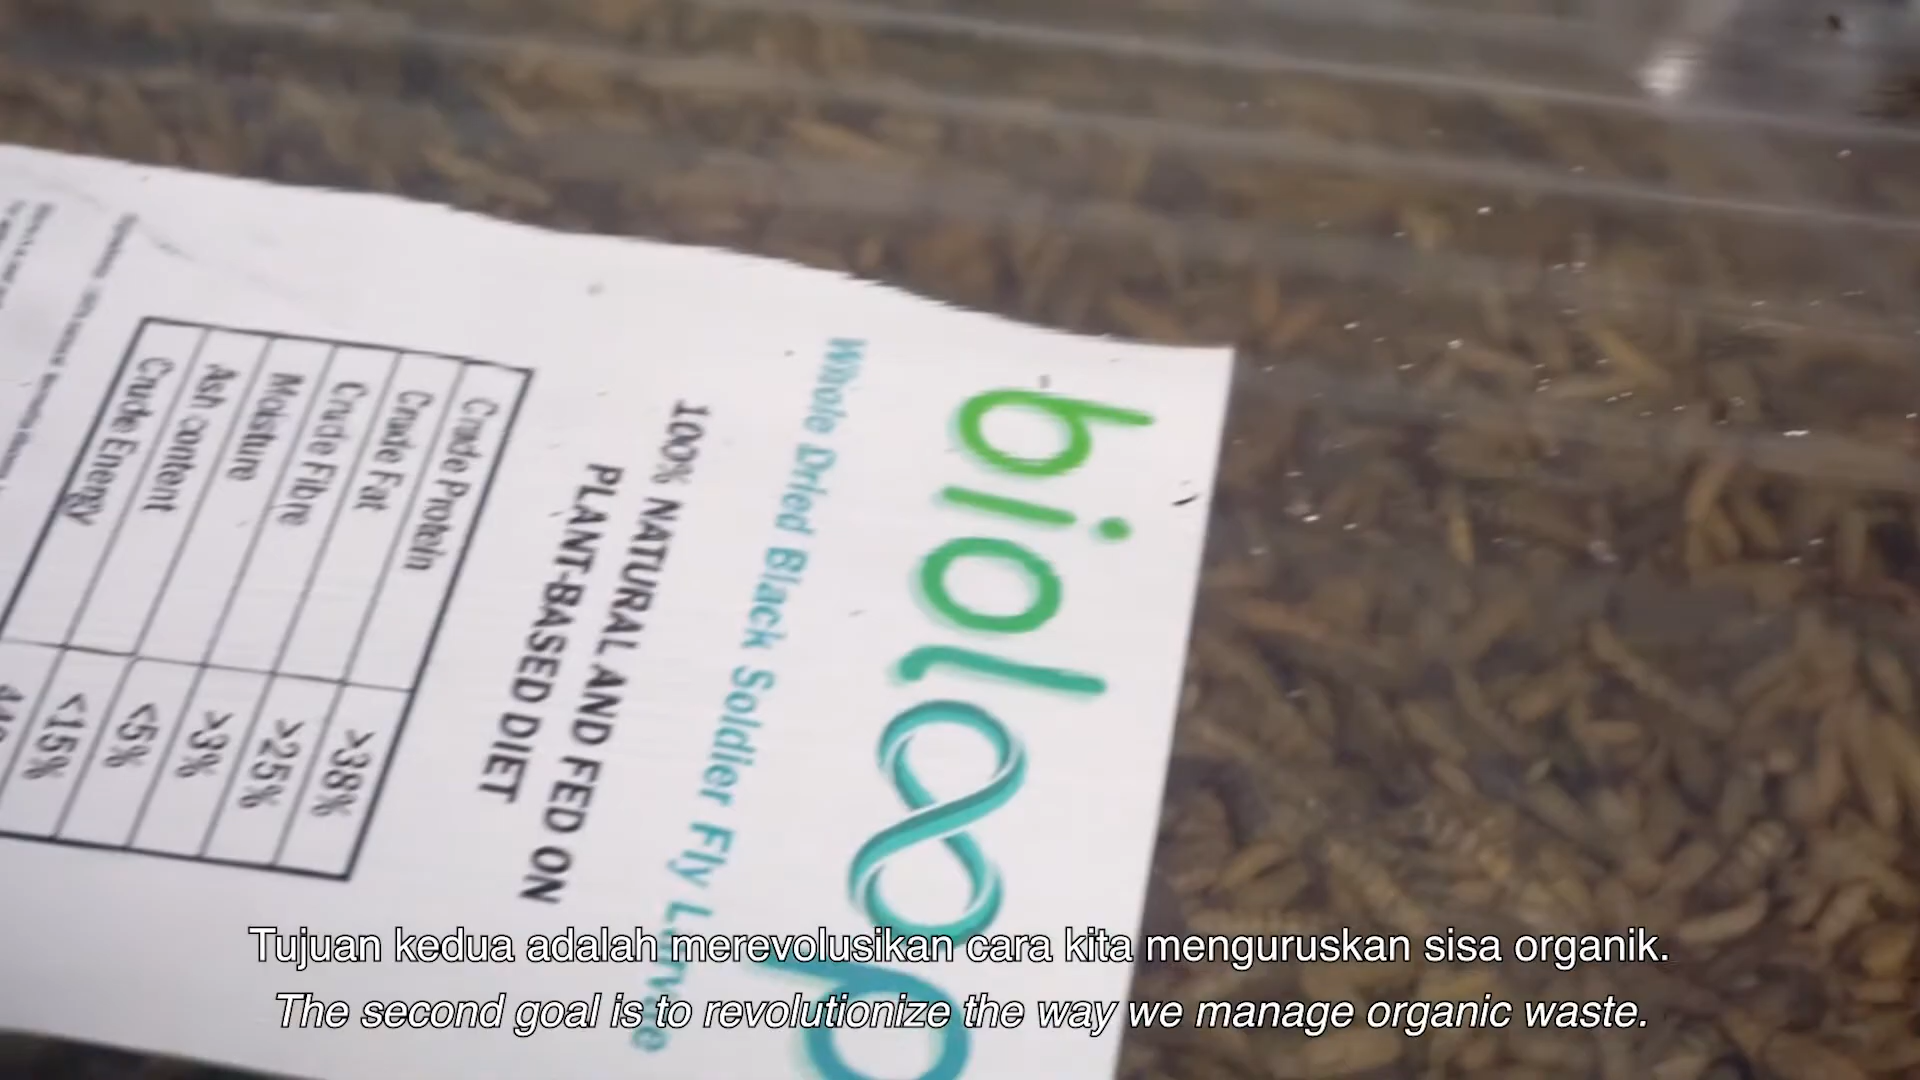 bioloop
Whole Dried Black Soldier Fly Larvae
100% NATURAL AND FED ON
PLANT-BASED DIET
Crude Protein >38%
Crude Fat >25%
Crude Fibre >3%
Moisture <5%
Ash content <15%
Crude Energy
Tujuan kedua adalah merevolusikan cara kita menguruskan sisa organik.
The second goal is to revolutionize the way we manage organic waste.